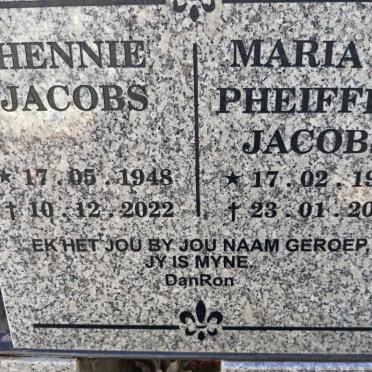 HENNIE
JACOBS
★ 17.05.1948
† 10.12.2022
MARIA
PHEIFF
JACOB
★ 17.02.19
† 23.01.20
EK HET JOU BY JOU NAAM GEROEP,
JY IS MYNE.
DanRon